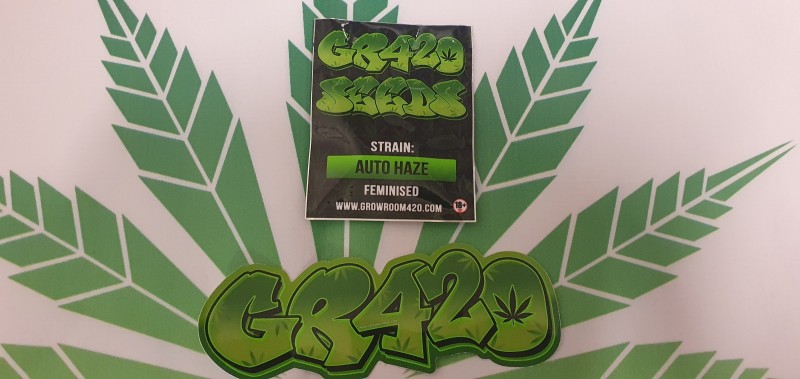 GR420
SEEDS
STRAIN:
AUTO HAZE
FEMINISED
WWW.GROWROOM420.COM 18+
GR420